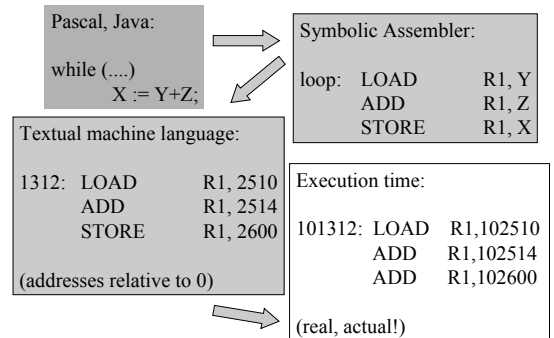 Pascal, Java:
while (....)
X := Y+Z;
Symbolic Assembler:
loop: LOAD R1, Y
ADD R1, Z
STORE R1, X
Textual machine language:
1312: LOAD R1, 2510
ADD R1, 2514
STORE R1, 2600
(addresses relative to 0)
Execution time:
101312: LOAD R1,102510
ADD R1,102514
ADD R1,102600
(real, actual!)